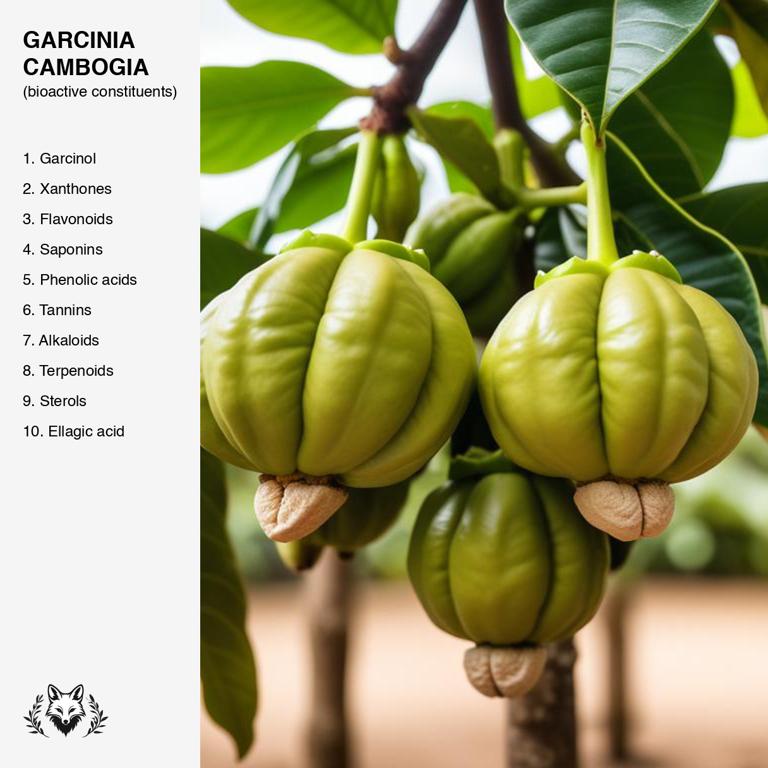 GARCINIA
CAMBOGIA
(bioactive constituents)
1. Garcinol
2. Xanthones
3. Flavonoids
4. Saponins
5. Phenolic acids
6. Tannins
7. Alkaloids
8. Terpenoids
9. Sterols
10. Ellagic acid